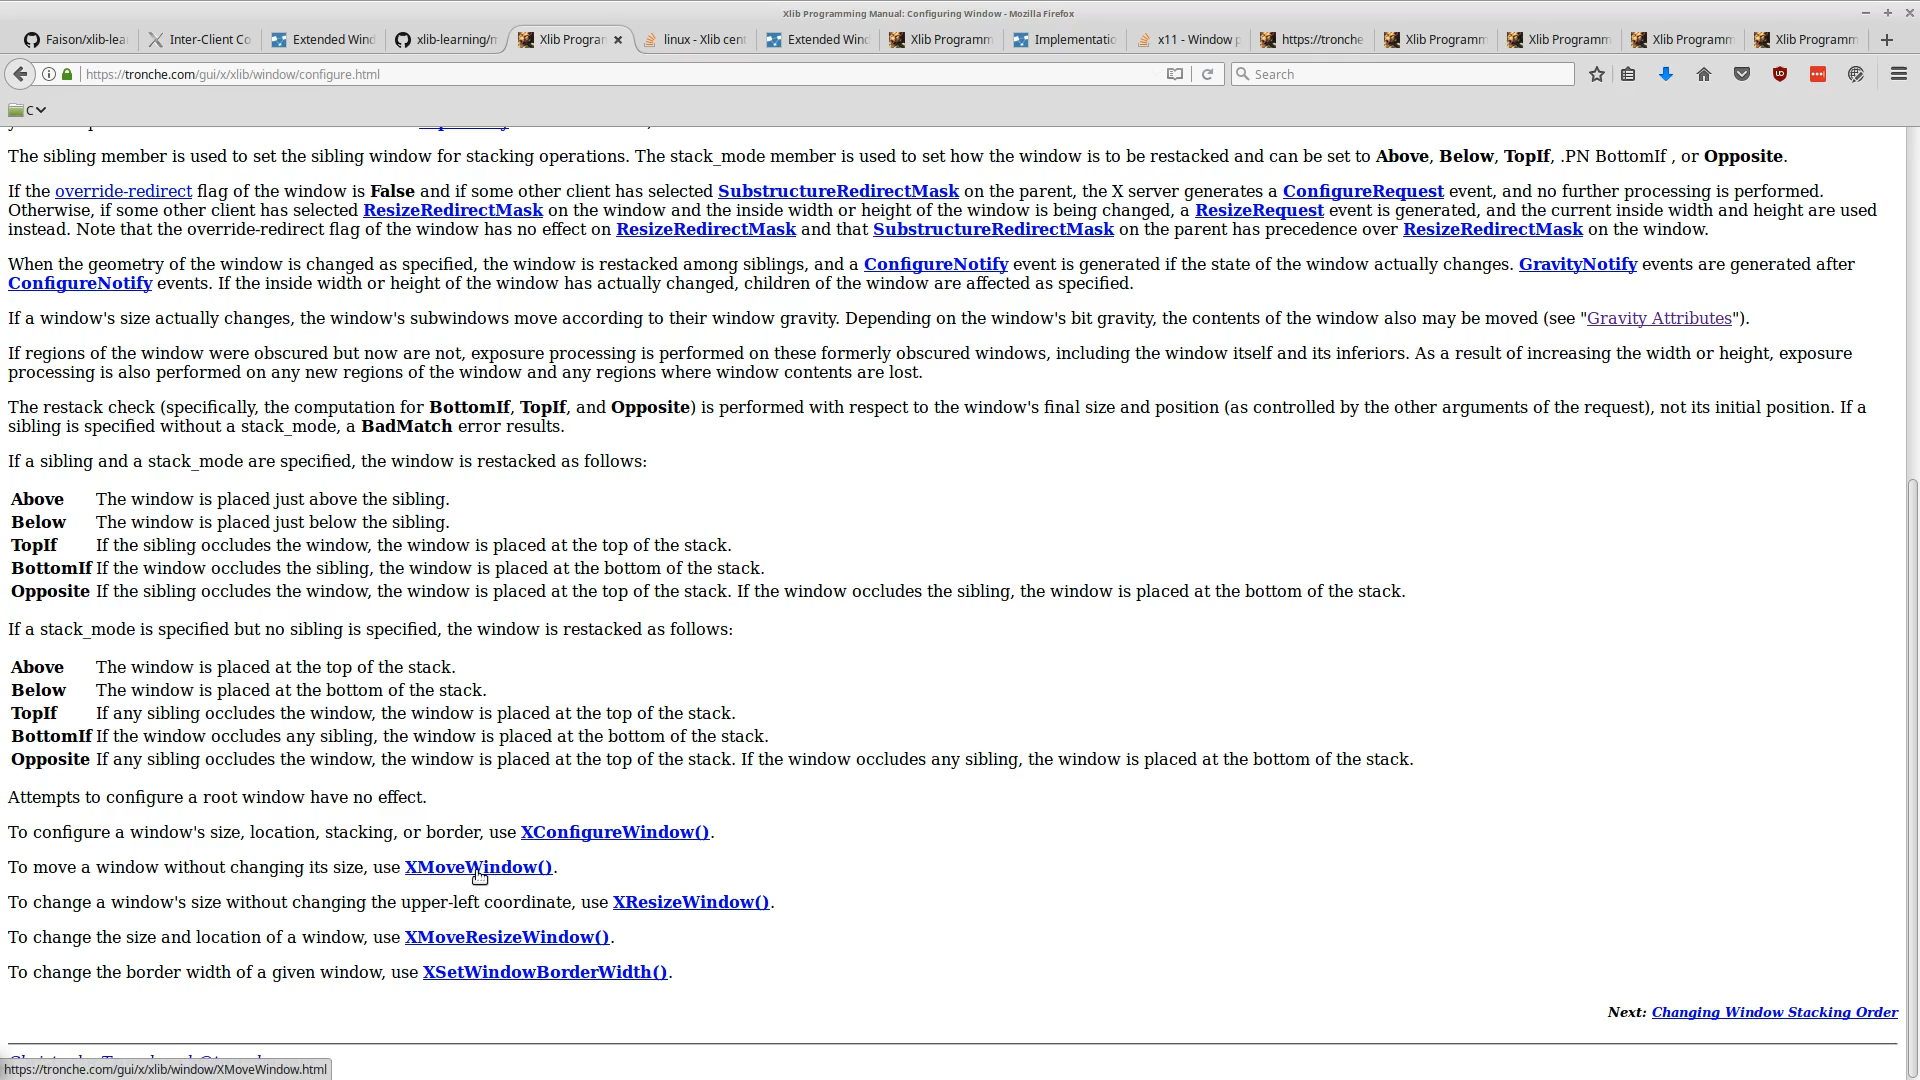 Xlib Programming Manual: Configuring Window - Mozilla Firefox
Faison/xlib-lea
Inter-Client Co
Extended Wind
xlib-learning/n
Xlib Progran
linux - Xlib cent
Extended Wind
Xlib Programm
Implementatio
x11 - Window p
https://tronche
Xlib Programm
Xlib Programm
Xlib Programm
Xlib Programm
https://tronche.com/gui/x/xlib/window/configure.html
Search
C
The sibling member is used to set the sibling window for stacking operations. The stack_mode member is used to set how the window is to be restacked and can be set to Above, Below, TopIf, .PN BottomIf , or Opposite.
If the override-redirect flag of the window is False and if some other client has selected SubstructureRedirectMask on the parent, the X server generates a ConfigureRequest event, and no further processing is performed.
Otherwise, if some other client has selected ResizeRedirectMask on the window and the inside width or height of the window is being changed, a ResizeRequest event is generated, and the current inside width and height are used
instead. Note that the override-redirect flag of the window has no effect on ResizeRedirectMask and that SubstructureRedirectMask on the parent has precedence over ResizeRedirectMask on the window.
When the geometry of the window is changed as specified, the window is restacked among siblings, and a ConfigureNotify event is generated if the state of the window actually changes. GravityNotify events are generated after
ConfigureNotify events. If the inside width or height of the window has actually changed, children of the window are affected as specified.
If a window's size actually changes, the window's subwindows move according to their window gravity. Depending on the window's bit gravity, the contents of the window also may be moved (see "Gravity Attributes").
If regions of the window were obscured but now are not, exposure processing is performed on these formerly obscured windows, including the window itself and its inferiors. As a result of increasing the width or height, exposure
processing is also performed on any new regions of the window and any regions where window contents are lost.
The restack check (specifically, the computation for BottomIf, TopIf, and Opposite) is performed with respect to the window's final size and position (as controlled by the other arguments of the request), not its initial position. If a
sibling is specified without a stack_mode, a BadMatch error results.
If a sibling and a stack_mode are specified, the window is restacked as follows:
Above The window is placed just above the sibling.
Below The window is placed just below the sibling.
TopIf If the sibling occludes the window, the window is placed at the top of the stack.
BottomIf If the window occludes the sibling, the window is placed at the bottom of the stack.
Opposite If the sibling occludes the window, the window is placed at the top of the stack. If the window occludes the sibling, the window is placed at the bottom of the stack.
If a stack_mode is specified but no sibling is specified, the window is restacked as follows:
Above The window is placed at the top of the stack.
Below The window is placed at the bottom of the stack.
TopIf If any sibling occludes the window, the window is placed at the top of the stack.
BottomIf If the window occludes any sibling, the window is placed at the bottom of the stack.
Opposite If any sibling occludes the window, the window is placed at the top of the stack. If the window occludes any sibling, the window is placed at the bottom of the stack.
Attempts to configure a root window have no effect.
To configure a window's size, location, stacking, or border, use XConfigureWindow().
To move a window without changing its size, use XMoveWindow().
To change a window's size without changing the upper-left coordinate, use XResizeWindow().
To change the size and location of a window, use XMoveResizeWindow().
To change the border width of a given window, use XSetWindowBorderWidth().
Next: Changing Window Stacking Order
https://tronche.com/gui/x/xlib/window/XMoveWindow.html